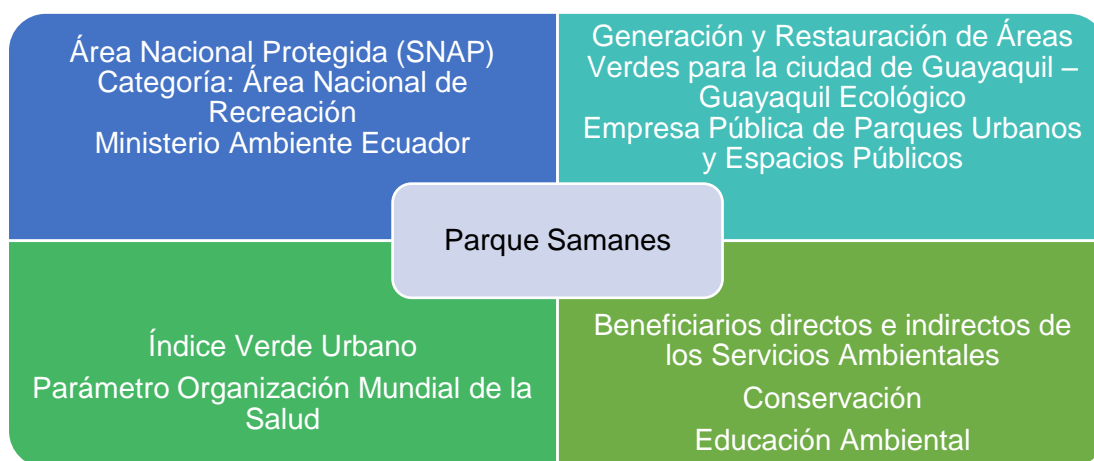 Área Nacional Protegida (SNAP)
Categoría: Área Nacional de
Recreación
Ministerio Ambiente Ecuador
Generación y Restauración de Áreas
Verdes para la ciudad de Guayaquil –
Guayaquil Ecológico
Empresa Pública de Parques Urbanos
y Espacios Públicos
Parque Samanes
Índice Verde Urbano
Parámetro Organización Mundial de la
Salud
Beneficiarios directos e indirectos de
los Servicios Ambientales
Conservación
Educación Ambiental